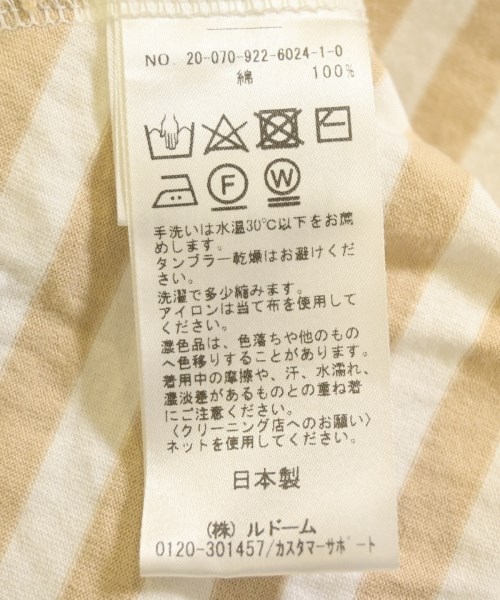 NO. 20-070-922-6024-1-0
綿 100%
F W
手洗いは水温30℃以下をお薦
めします。
タンブラー乾燥はお避けくだ
さい。
洗濯で多少縮みます。
アイロンは当て布を使用して
ください。
濃色品は、色落ちや他のもの
へ色移りすることがあります。
着用中の摩擦や、汗、水濡れ、
濃淡差があるものとの重ね着
にご注意ください。
〈クリーニング店へのお願い〉
ネットを使用してください。
日本製
(株) ルドーム
0120-301457/カスタマーサポート